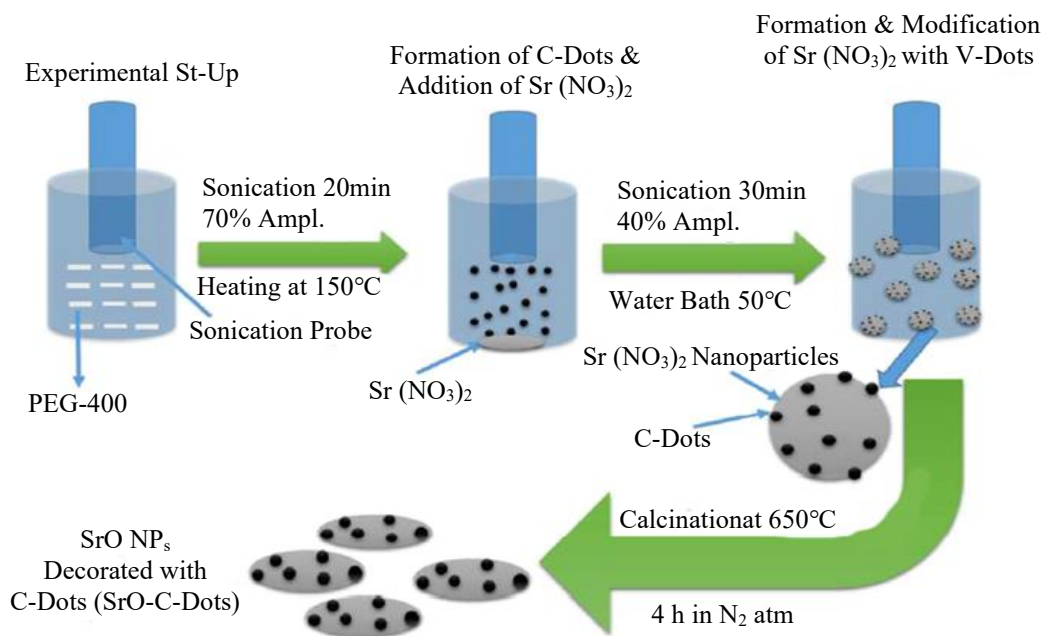 Experimental St-Up
Formation of C-Dots &
Addition of Sr (NO₃)₂
Formation & Modification
of Sr (NO₃)₂ with V-Dots
Sonication 20min
70% Ampl.
Heating at 150℃
Sonication Probe
PEG-400
Sonication 30min
40% Ampl.
Water Bath 50℃
Sr (NO₃)₂
Sr (NO₃)₂ Nanoparticles
C-Dots
Calcinationat 650℃
4 h in N₂ atm
SrO NPₛ
Decorated with
C-Dots (SrO-C-Dots)